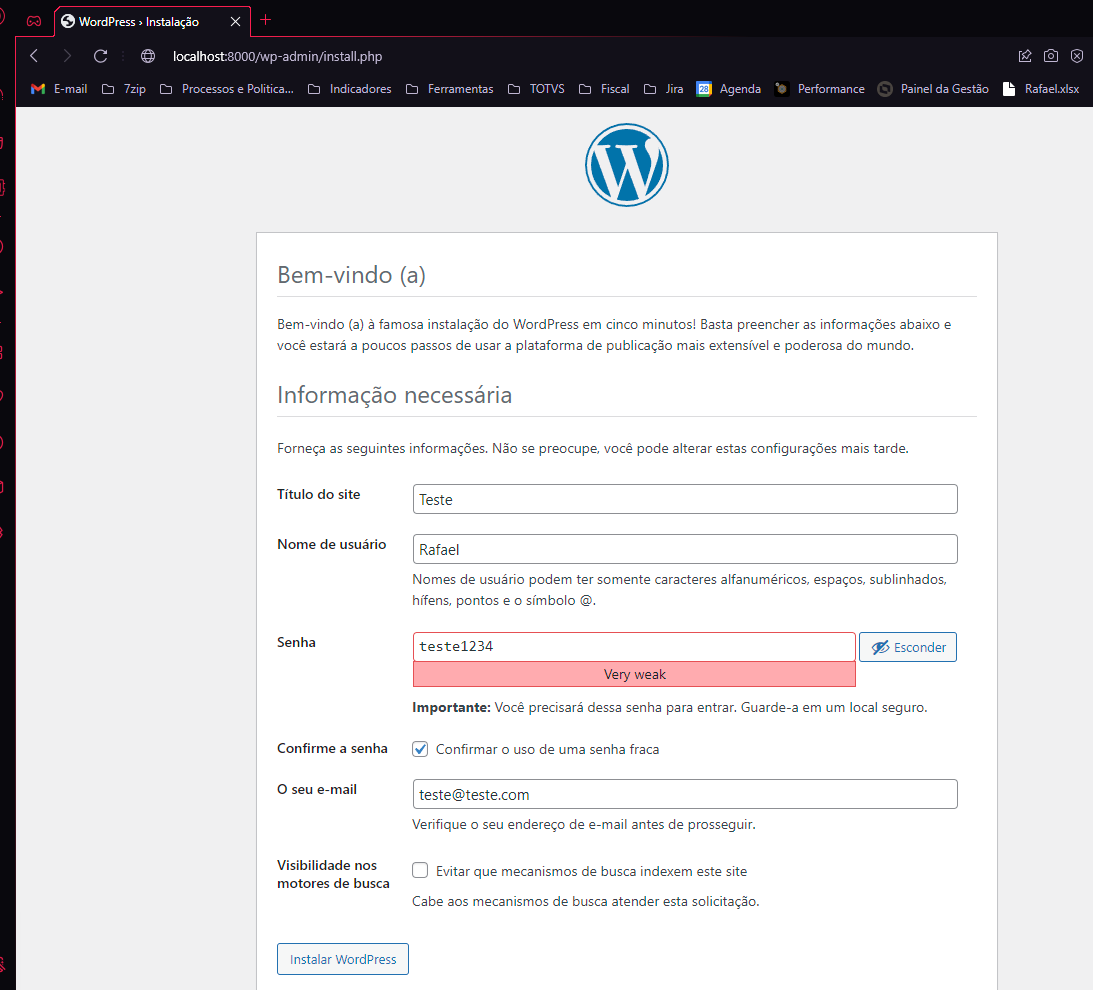 WordPress › Instalação
localhost:8000/wp-admin/install.php
E-mail 7zip Processos e Politica... Indicadores Ferramentas TOTVS Fiscal Jira 28 Agenda Performance Painel da Gestão Rafael.xlsx
Bem-vindo (a)
Bem-vindo (a) à famosa instalação do WordPress em cinco minutos! Basta preencher as informações abaixo e
você estará a poucos passos de usar a plataforma de publicação mais extensível e poderosa do mundo.
Informação necessária
Forneça as seguintes informações. Não se preocupe, você pode alterar estas configurações mais tarde.
Título do site Teste
Nome de usuário Rafael
Nomes de usuário podem ter somente caracteres alfanuméricos, espaços, sublinhados,
hífens, pontos e o símbolo @.
Senha teste1234 Esconder
Very weak
Importante: Você precisará dessa senha para entrar. Guarde-a em um local seguro.
Confirme a senha Confirmar o uso de uma senha fraca
O seu e-mail teste@teste.com
Verifique o seu endereço de e-mail antes de prosseguir.
Visibilidade nos
motores de busca Evitar que mecanismos de busca indexem este site
Cabe aos mecanismos de busca atender esta solicitação.
Instalar WordPress